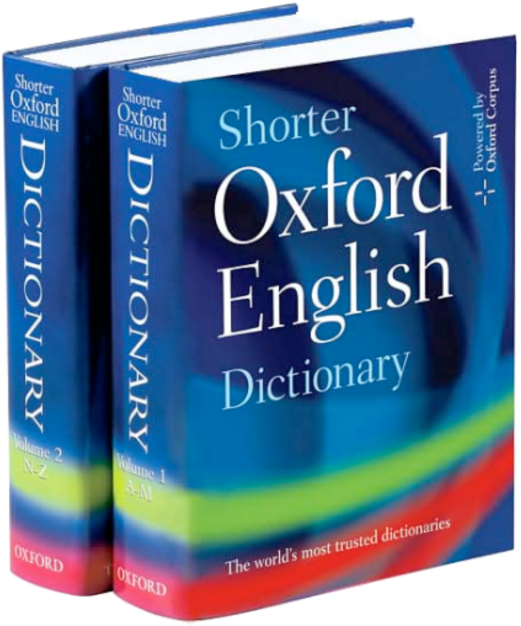 Shorter
Oxford
ENGLISH
DICTIONARY
Volume 2
N-Z
OXFORD
Shorter
Oxford
ENGLISH
DICTIONARY
Volume 1
A-M
OXFORD
Shorter
Oxford
English
Dictionary
Powered by
Oxford Corpus
The world's most trusted dictionaries